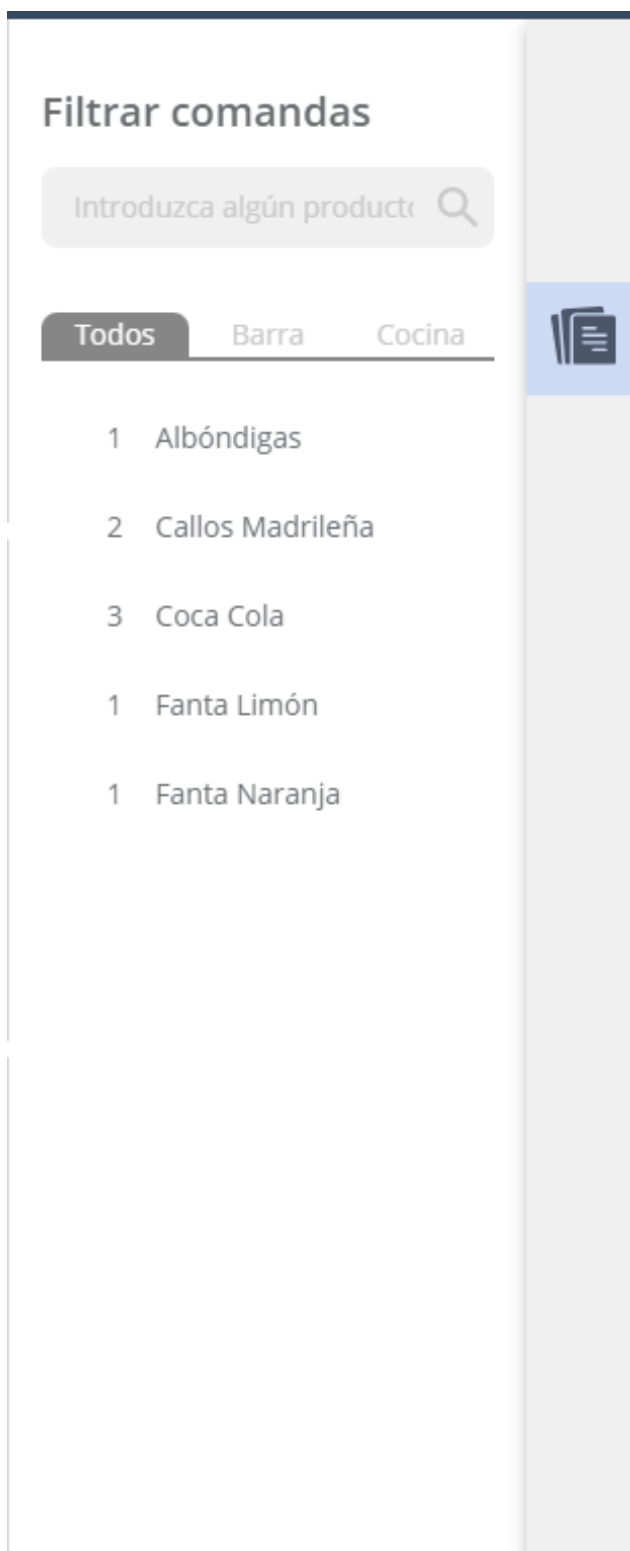 Filtrar comandas
Introduzca algún product
Todos Barra Cocina
1 Albóndigas
2 Callos Madrileña
3 Coca Cola
1 Fanta Limón
1 Fanta Naranja